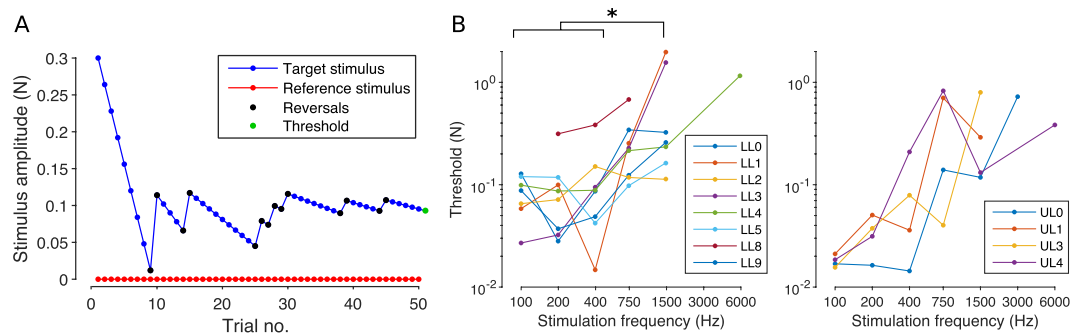 A
Stimulus amplitude (N)
0.3
0.25
0.2
0.15
0.1
0.05
0
Target stimulus
Reference stimulus
Reversals
Threshold
0 10 20 30 40 50
Trial no.
B
*
Threshold (N)
10^0
10^-1
10^-2
LL0
LL1
LL2
LL3
LL4
LL5
LL8
LL9
100 200 400 750 1500 3000 6000
Stimulation frequency (Hz)
10^0
10^-1
10^-2
UL0
UL1
UL3
UL4
100 200 400 750 1500 3000 6000
Stimulation frequency (Hz)